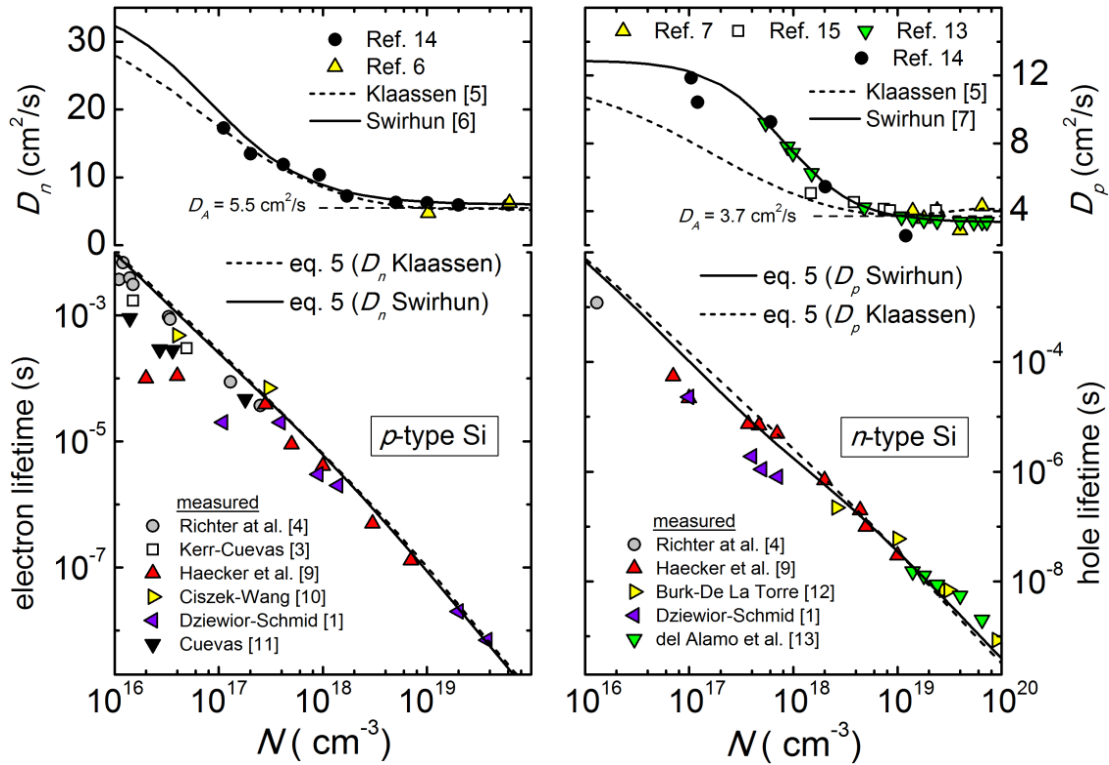 30
20
10
0
Dn (cm2/s)
Ref. 14
Ref. 6
Klaassen [5]
Swirhun [6]
DA = 5.5 cm2/s
Ref. 7
Ref. 15
Ref. 13
Ref. 14
Klaassen [5]
Swirhun [7]
DA = 3.7 cm2/s
12
8
4
0
Dp (cm2/s)
eq. 5 (Dn Klaassen)
eq. 5 (Dn Swirhun)
10-3
10-5
10-7
electron lifetime (s)
p-type Si
measured
Richter at al. [4]
Kerr-Cuevas [3]
Haecker et al. [9]
Ciszek-Wang [10]
Dziewior-Schmid [1]
Cuevas [11]
1016
1017
1018
1019
N ( cm-3)
eq. 5 (Dp Swirhun)
eq. 5 (Dp Klaassen)
10-4
10-6
10-8
hole lifetime (s)
n-type Si
measured
Richter at al. [4]
Haecker et al. [9]
Burk-De La Torre [12]
Dziewior-Schmid [1]
del Alamo et al. [13]
1016
1017
1018
1019
1020
N ( cm-3)